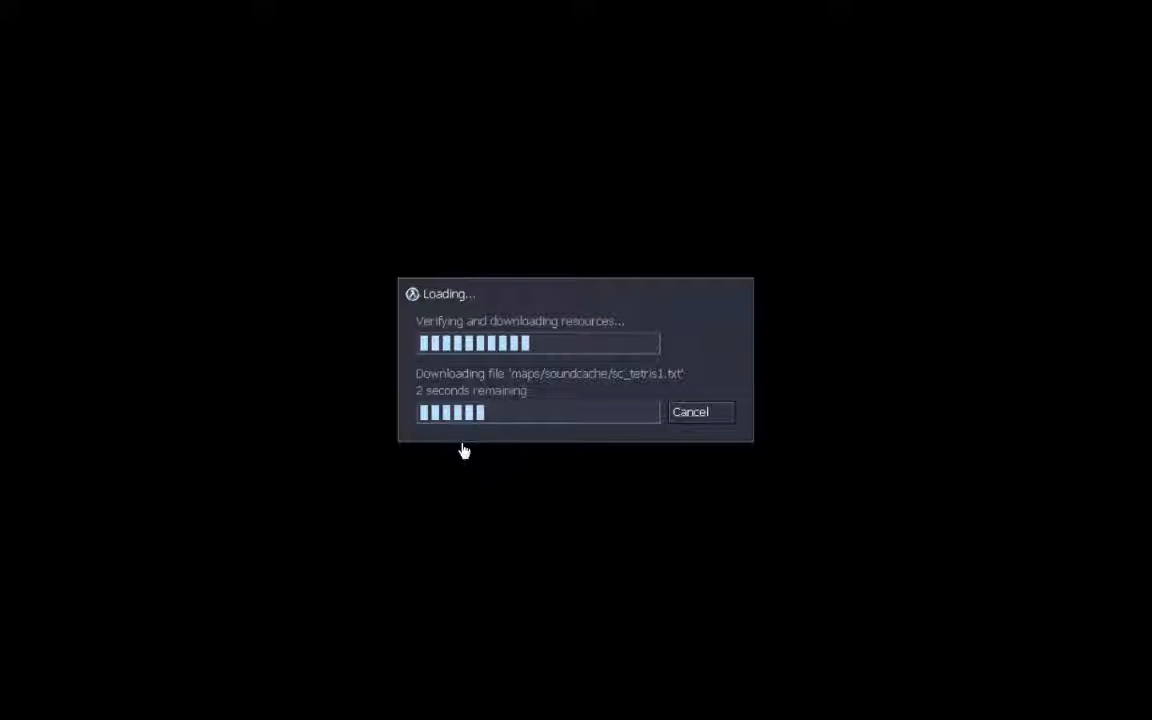 Loading...
Verifying and downloading resources...
Downloading file 'maps/soundcache/sc_tetris1.txt'
2 seconds remaining
Cancel